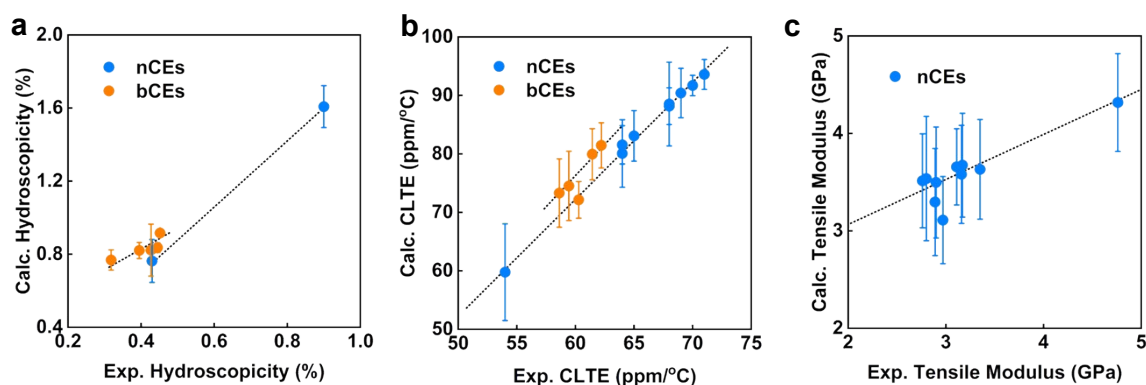 a
2.0
1.6
1.2
0.8
0.4
Calc. Hydroscopicity (%)
nCEs
bCEs
0.2 0.4 0.6 0.8 1.0
Exp. Hydroscopicity (%)
b
100
90
80
70
60
50
Calc. CLTE (ppm/°C)
nCEs
bCEs
50 55 60 65 70 75
Exp. CLTE (ppm/°C)
c
5
4
3
2
Calc. Tensile Modulus (GPa)
nCEs
2 3 4 5
Exp. Tensile Modulus (GPa)